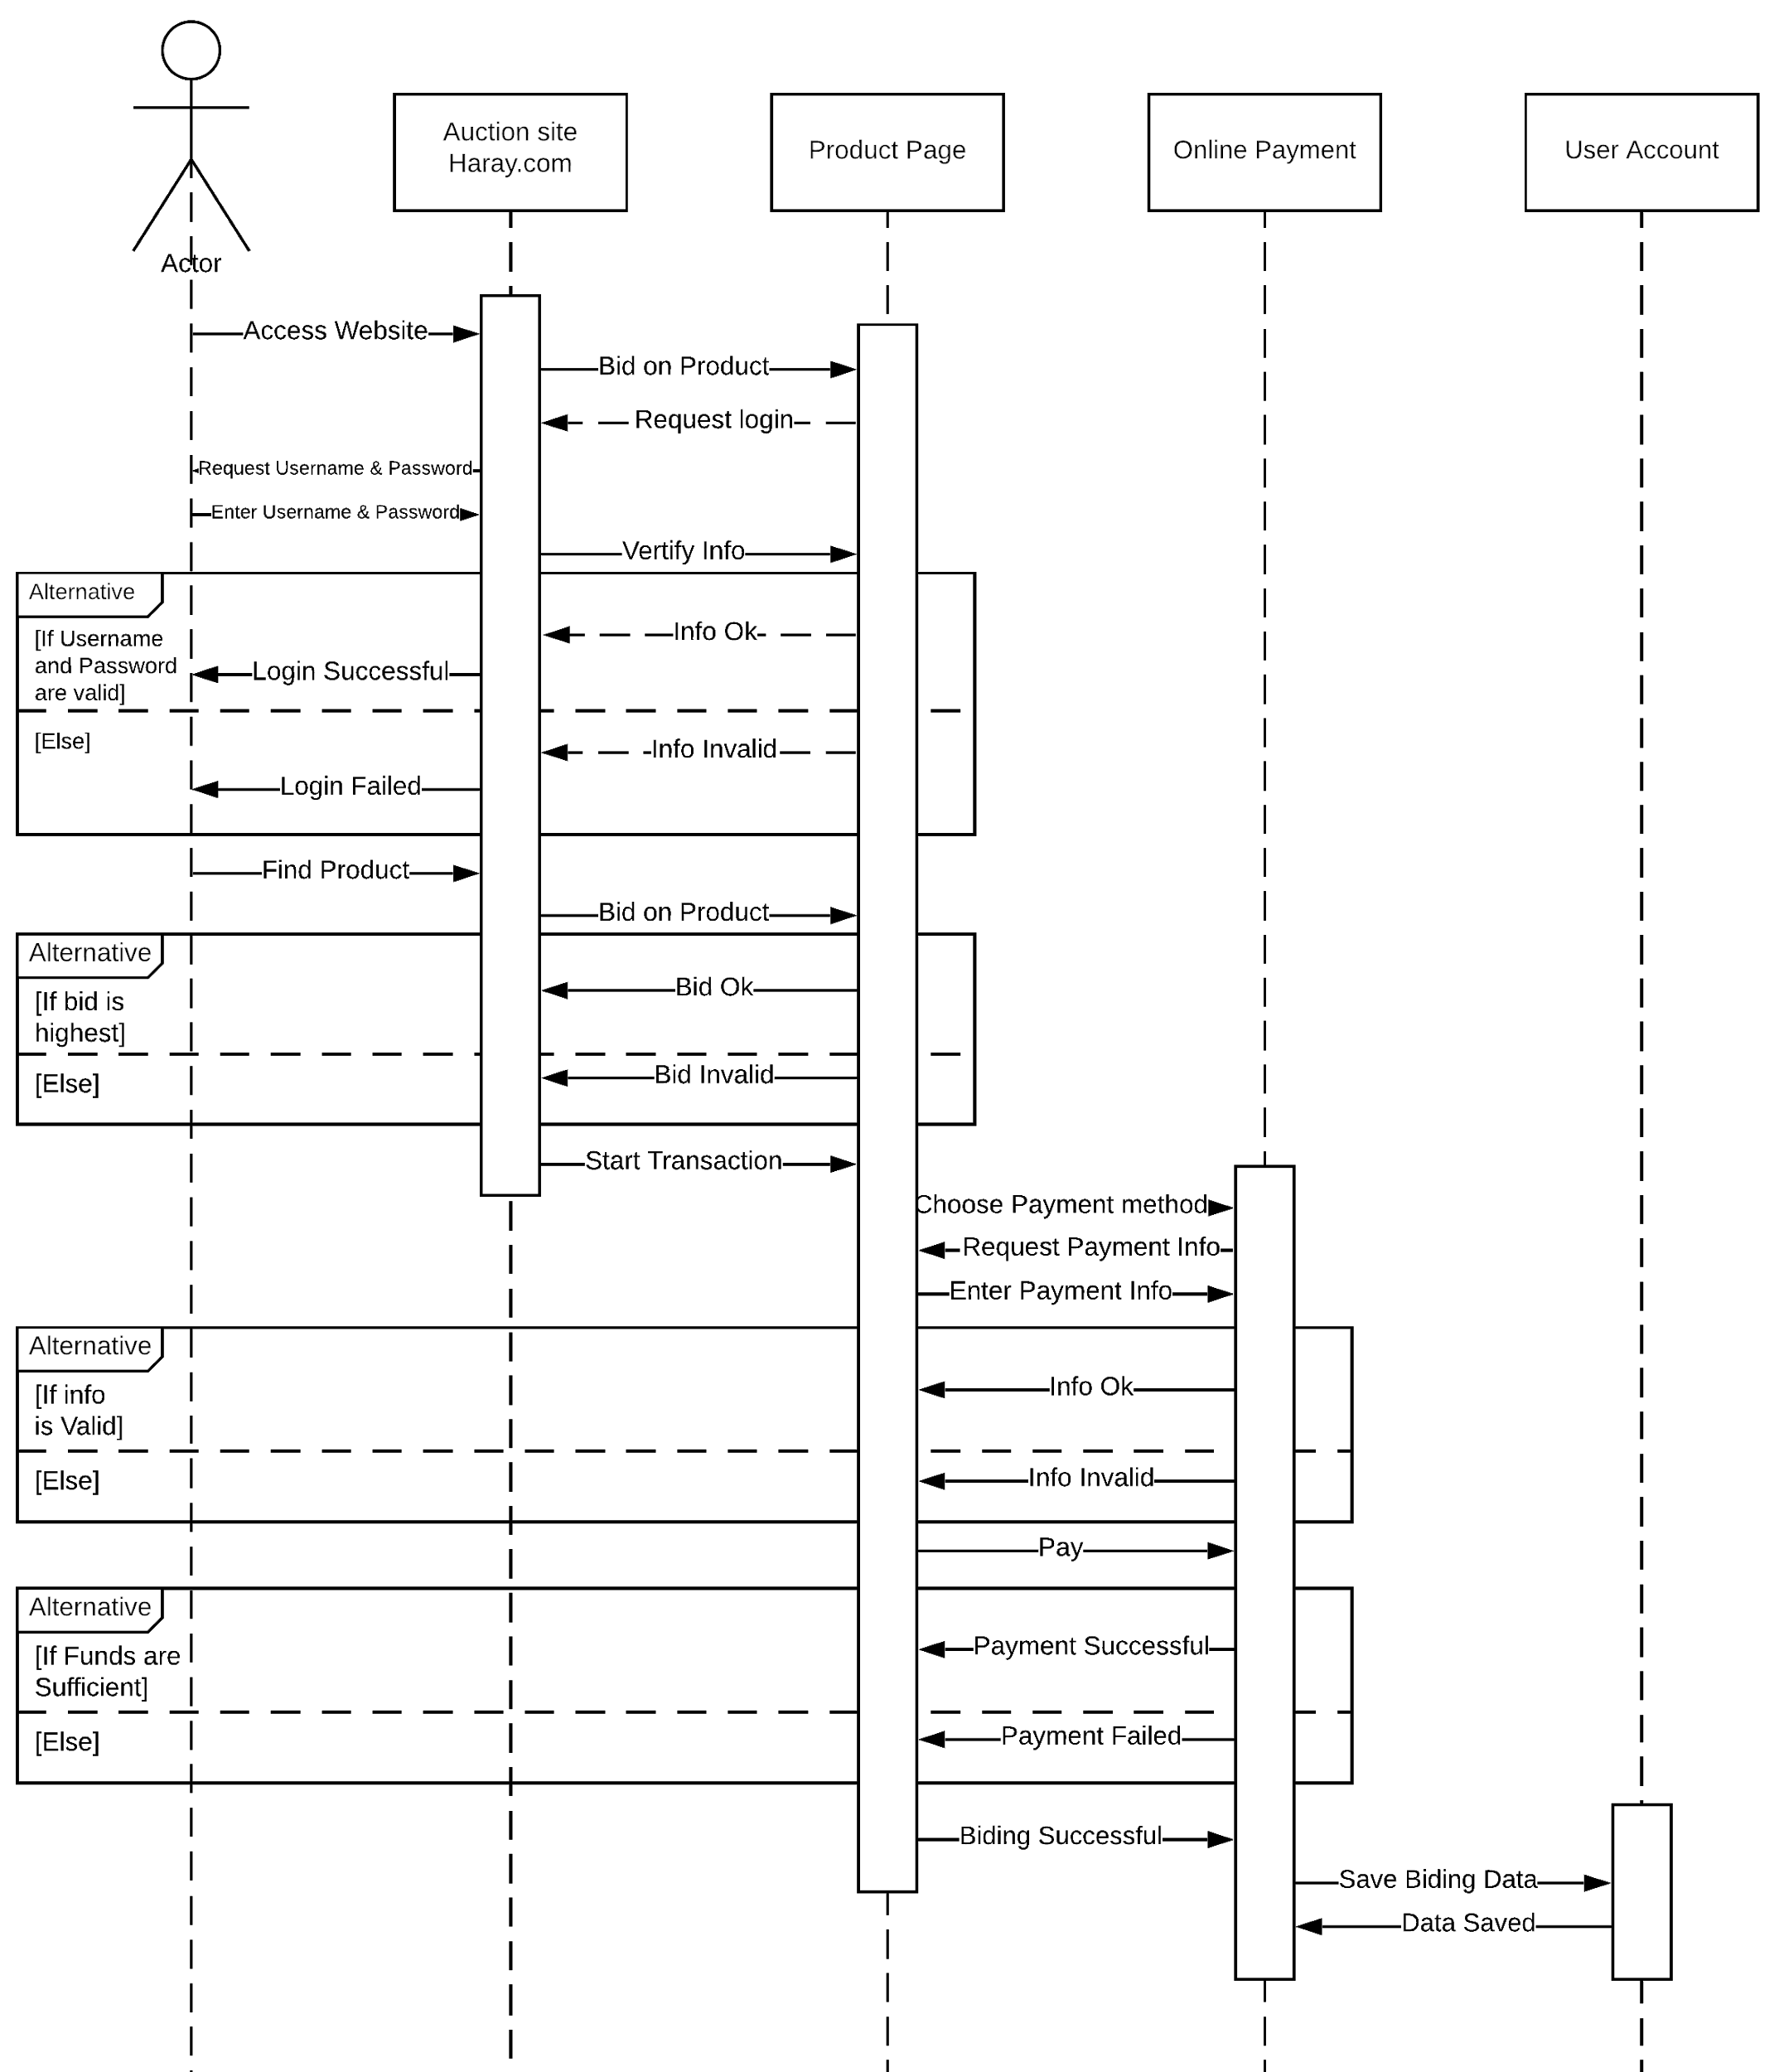 Actor
Auction site
Haray.com
Product Page
Online Payment
User Account
Access Website
Bid on Product
Request login
Request Username & Password
Enter Username & Password
Vertify Info
Alternative
[If Username
and Password
are valid]
Info Ok
Login Successful
[Else]
Info Invalid
Login Failed
Find Product
Bid on Product
Alternative
[If bid is
highest]
Bid Ok
[Else]
Bid Invalid
Start Transaction
Choose Payment method
Request Payment Info
Enter Payment Info
Alternative
[If info
is Valid]
Info Ok
[Else]
Info Invalid
Pay
Alternative
[If Funds are
Sufficient]
Payment Successful
[Else]
Payment Failed
Biding Successful
Save Biding Data
Data Saved